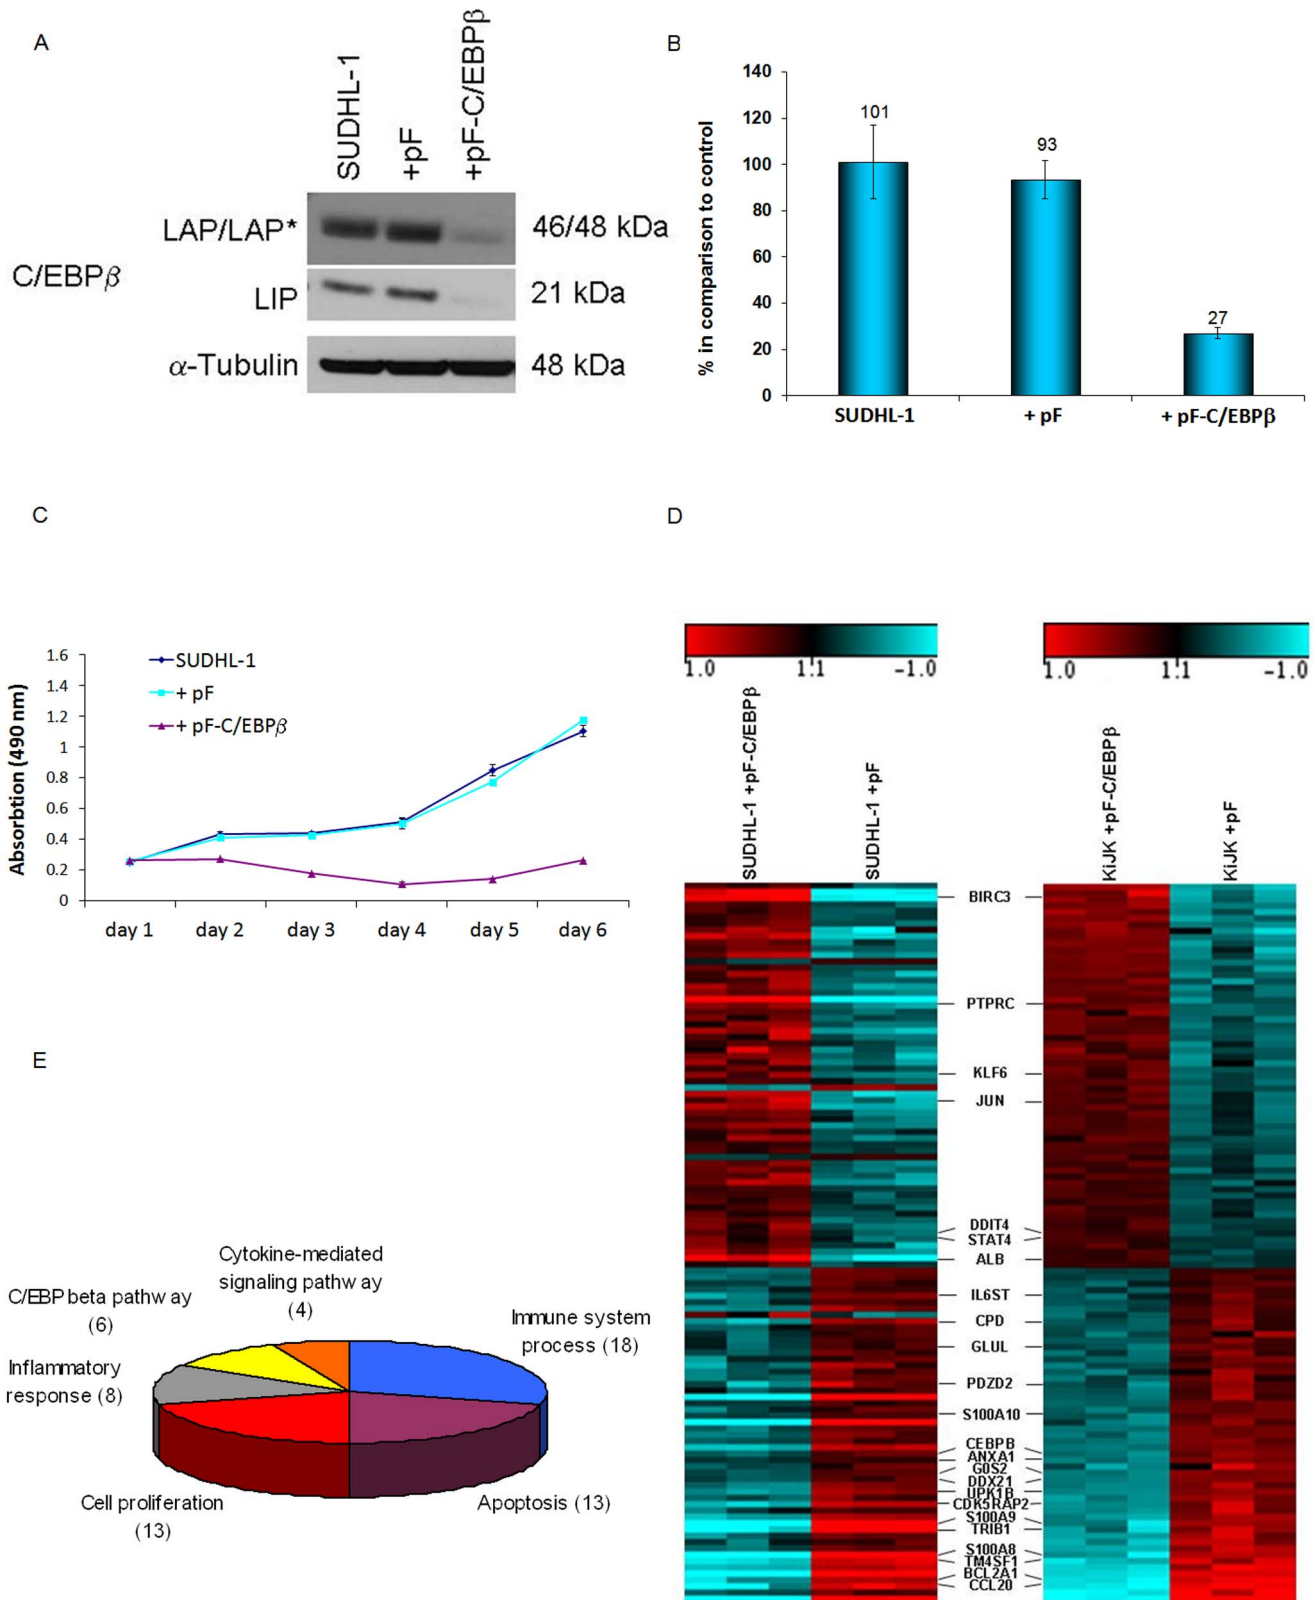 A
SUDHL-1
+pF
+pF-C/EBPβ
LAP/LAP*
46/48 kDa
C/EBPβ
LIP
21 kDa
α-Tubulin
48 kDa
B
% in comparison to control
140
120
100
80
60
40
20
0
101
93
27
SUDHL-1
+ pF
+ pF-C/EBPβ
C
Absorbtion (490 nm)
1.6
1.4
1.2
1
0.8
0.6
0.4
0.2
0
SUDHL-1
+ pF
+ pF-C/EBPβ
day 1
day 2
day 3
day 4
day 5
day 6
D
1.0
1:1
-1.0
1.0
1:1
-1.0
SUDHL-1 +pF-C/EBPβ
SUDHL-1 +pF
KiJK +pF-C/EBPβ
KiJK +pF
BIRC3
PTPRC
KLF6
JUN
DDIT4
STAT4
ALB
IL6ST
CPD
GLUL
PDZD2
S100A10
CEBPB
ANXA1
G0S2
DDX21
UPK1B
CDK5RAP2
S100A9
TRIB1
S100A8
TM4SF1
BCL2A1
CCL20
E
Cytokine-mediated
signaling pathway
(4)
C/EBP beta pathway
(6)
Immune system
process (18)
Inflammatory
response (8)
Cell proliferation
(13)
Apoptosis (13)